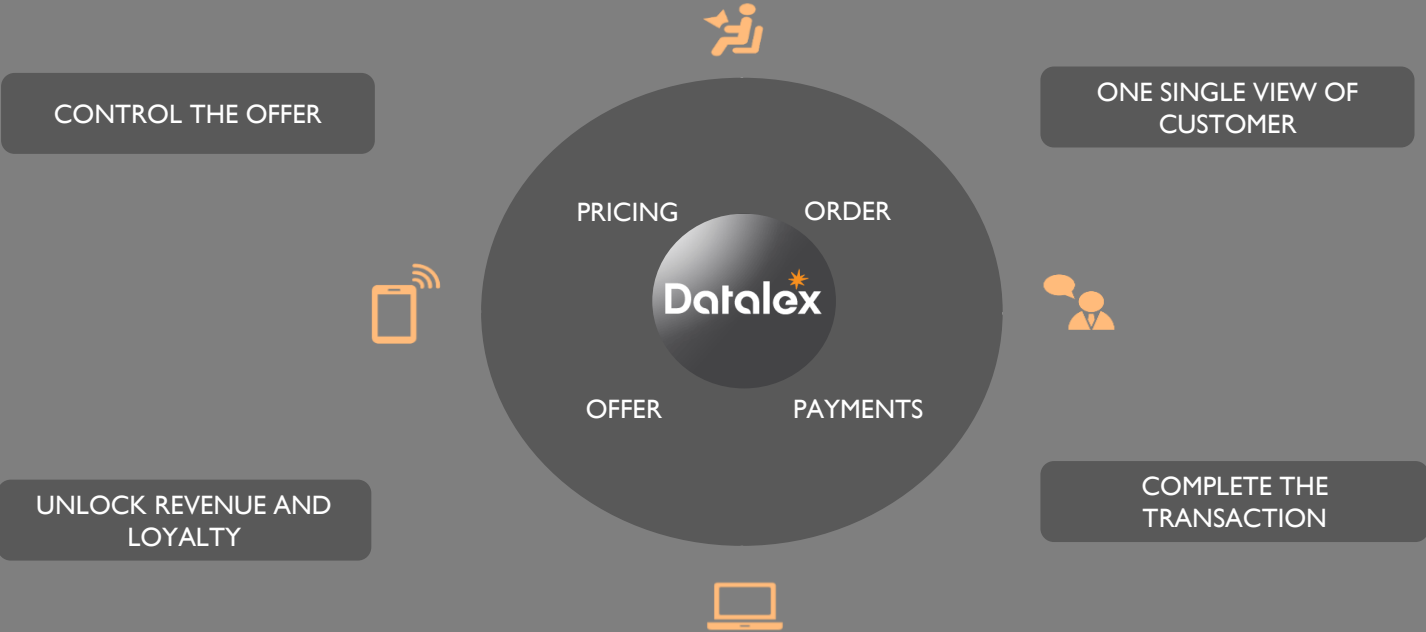 CONTROL THE OFFER
ONE SINGLE VIEW OF
CUSTOMER
PRICING
ORDER
Datalex
OFFER
PAYMENTS
UNLOCK REVENUE AND
LOYALTY
COMPLETE THE
TRANSACTION